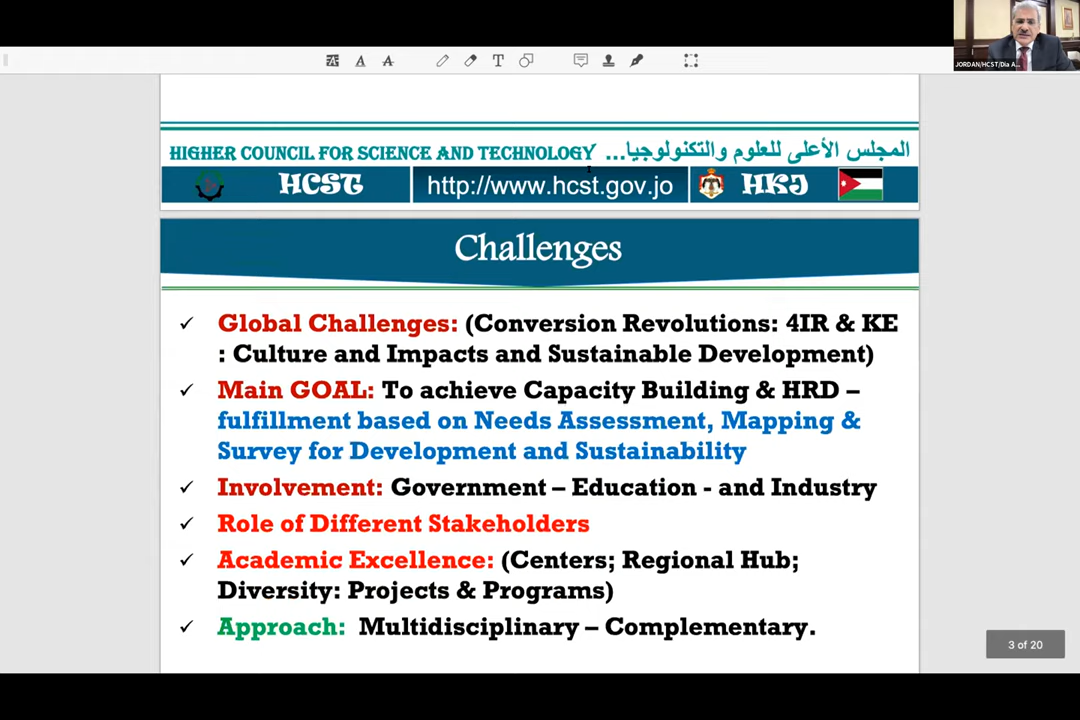 JORDAN/HCST/Dia A...
HIGHER COUNCIL FOR SCIENCE AND TECHNOLOGY ...المجلس الأعلى للعلوم والتكنولوجيا
HCST http://www.hcst.gov.jo HKJ
Challenges
✓ Global Challenges: (Conversion Revolutions: 4IR & KE
: Culture and Impacts and Sustainable Development)
✓ Main GOAL: To achieve Capacity Building & HRD –
fulfillment based on Needs Assessment, Mapping &
Survey for Development and Sustainability
✓ Involvement: Government – Education - and Industry
✓ Role of Different Stakeholders
✓ Academic Excellence: (Centers; Regional Hub;
Diversity: Projects & Programs)
✓ Approach: Multidisciplinary – Complementary.
3 of 20